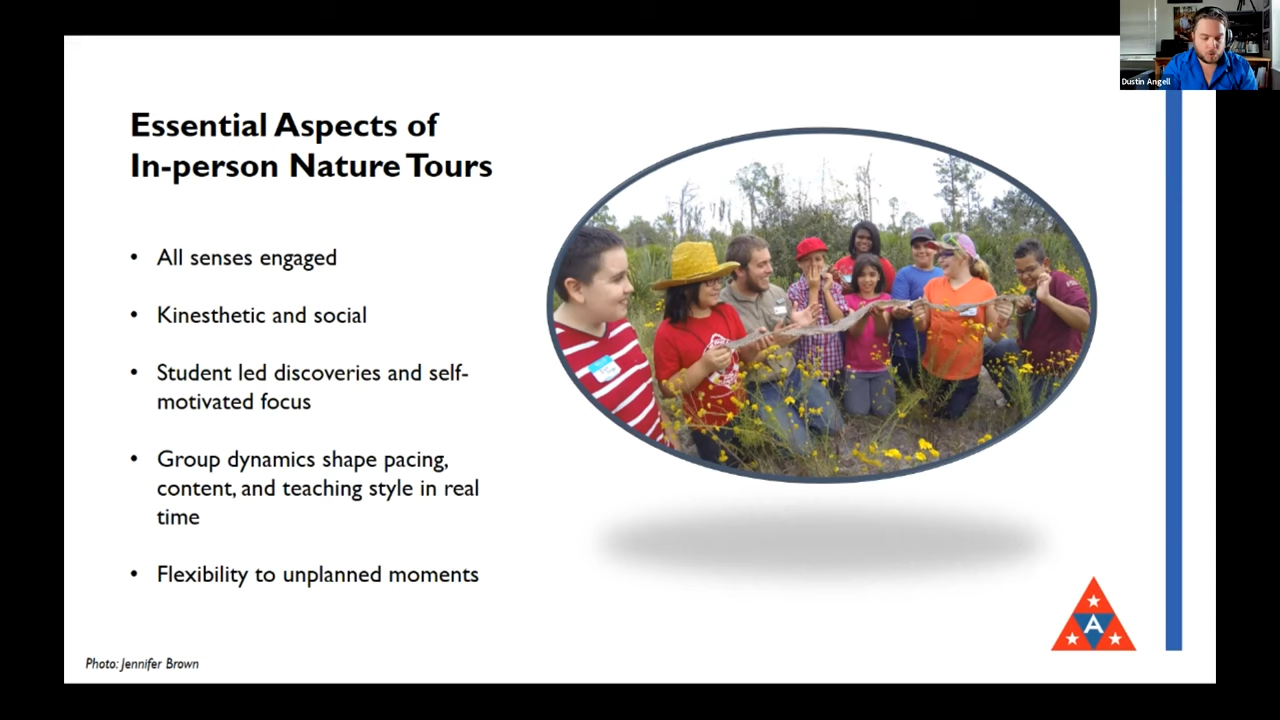 Dustin Angell
Essential Aspects of
In-person Nature Tours
• All senses engaged
• Kinesthetic and social
• Student led discoveries and self-
motivated focus
• Group dynamics shape pacing,
content, and teaching style in real
time
• Flexibility to unplanned moments
A
Photo: Jennifer Brown